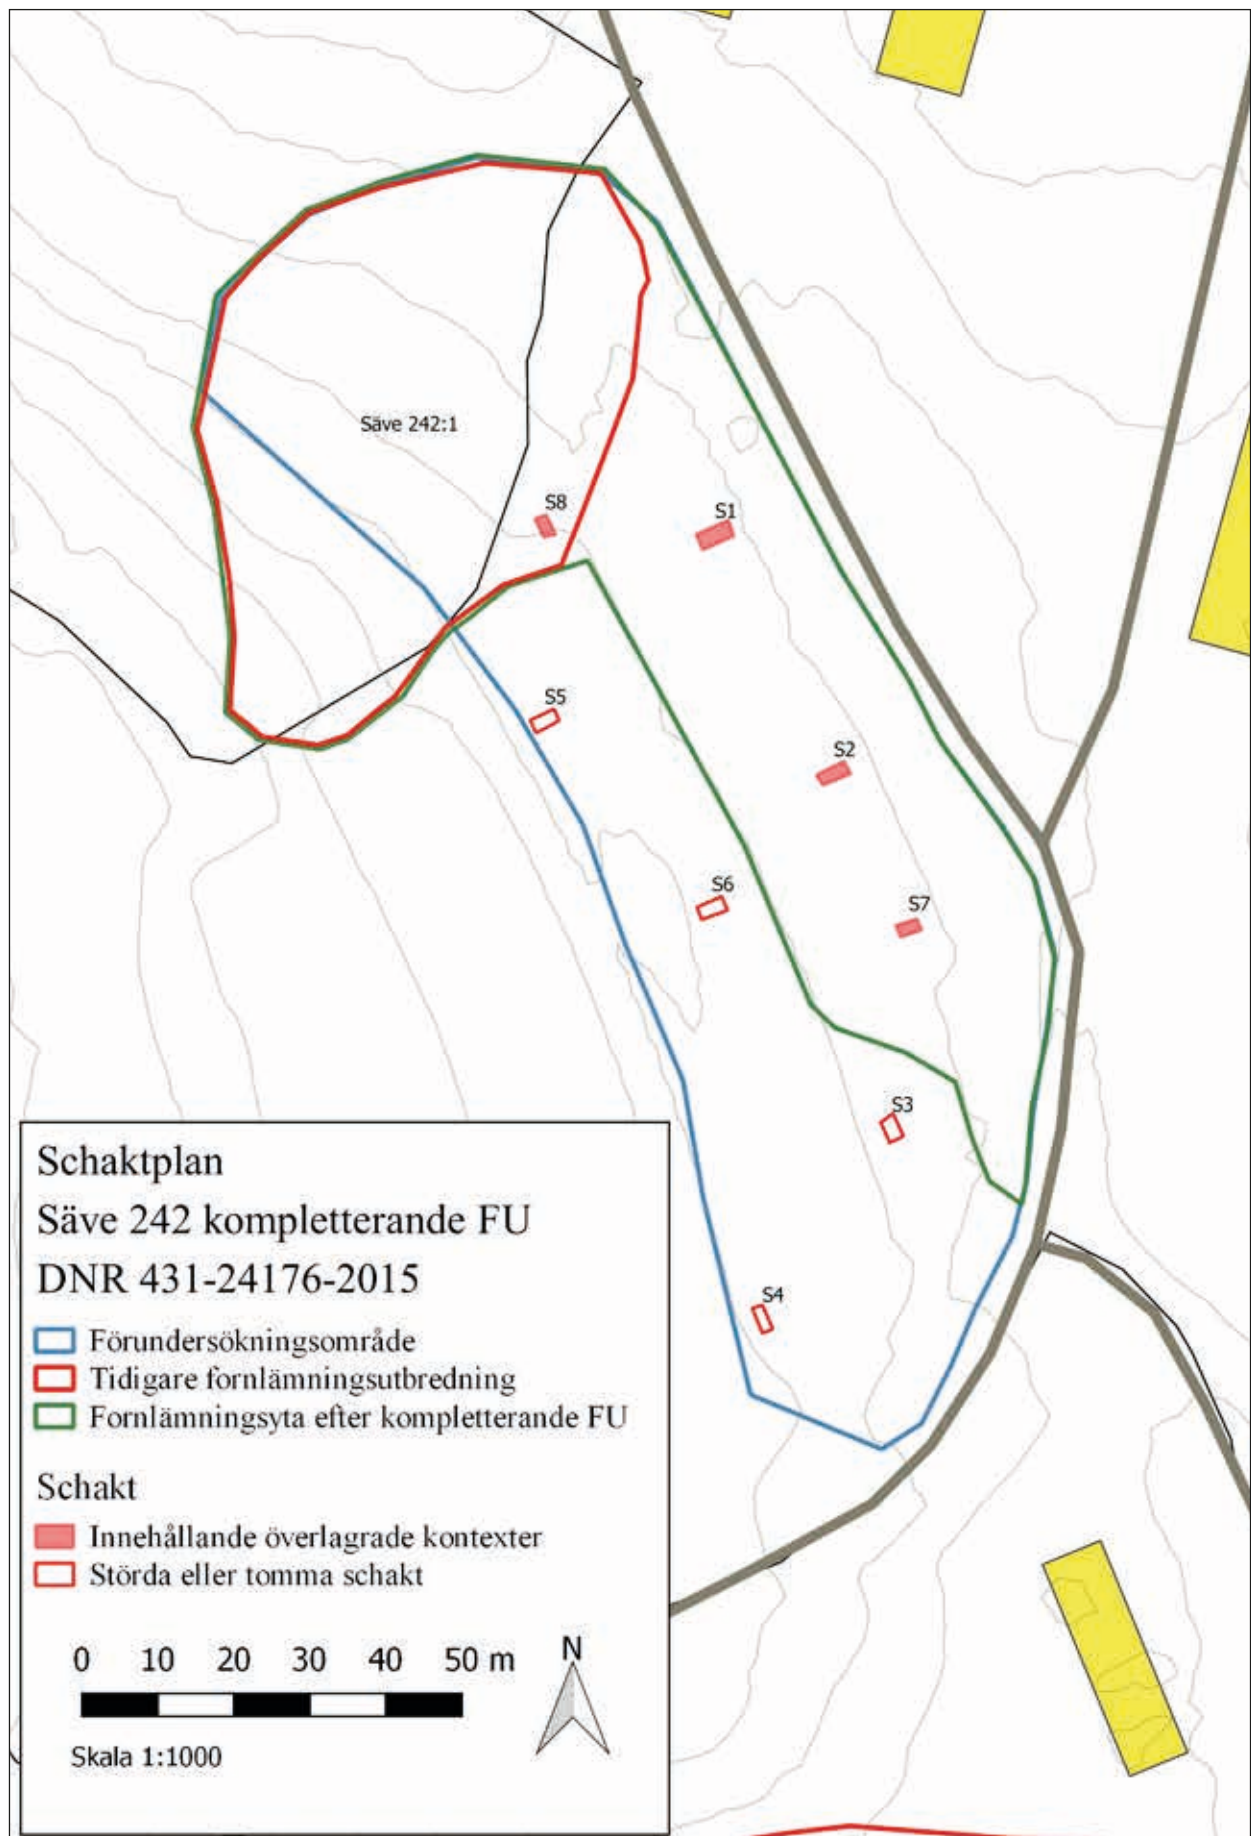 Säve 242:1
S8
S1
S5
S2
S6
S7
S3
S4
Schaktplan
Säve 242 kompletterande FU
DNR 431-24176-2015
Förundersökningsområde
Tidigare fornlämningsutbredning
Fornlämningsyta efter kompletterande FU
Schakt
Innehållande överlagrade kontexter
Störda eller tomma schakt
0 10 20 30 40 50 m
N
Skala 1:1000